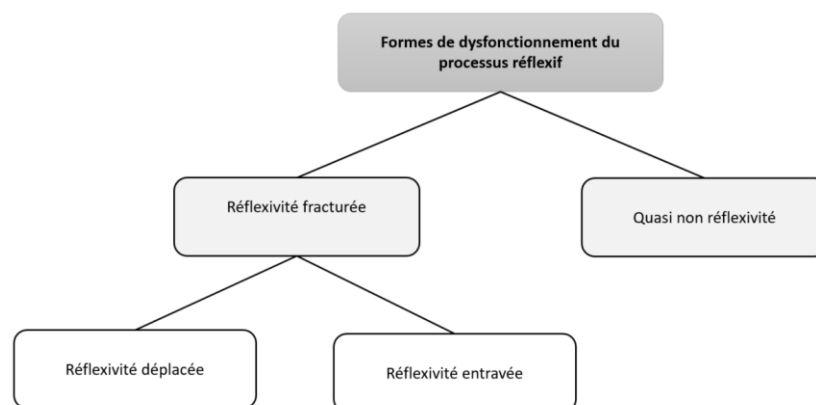 Formes de dysfonctionnement du
processus réflexif
Réflexivité fracturée
Quasi non réflexivité
Réflexivité déplacée
Réflexivité entravée